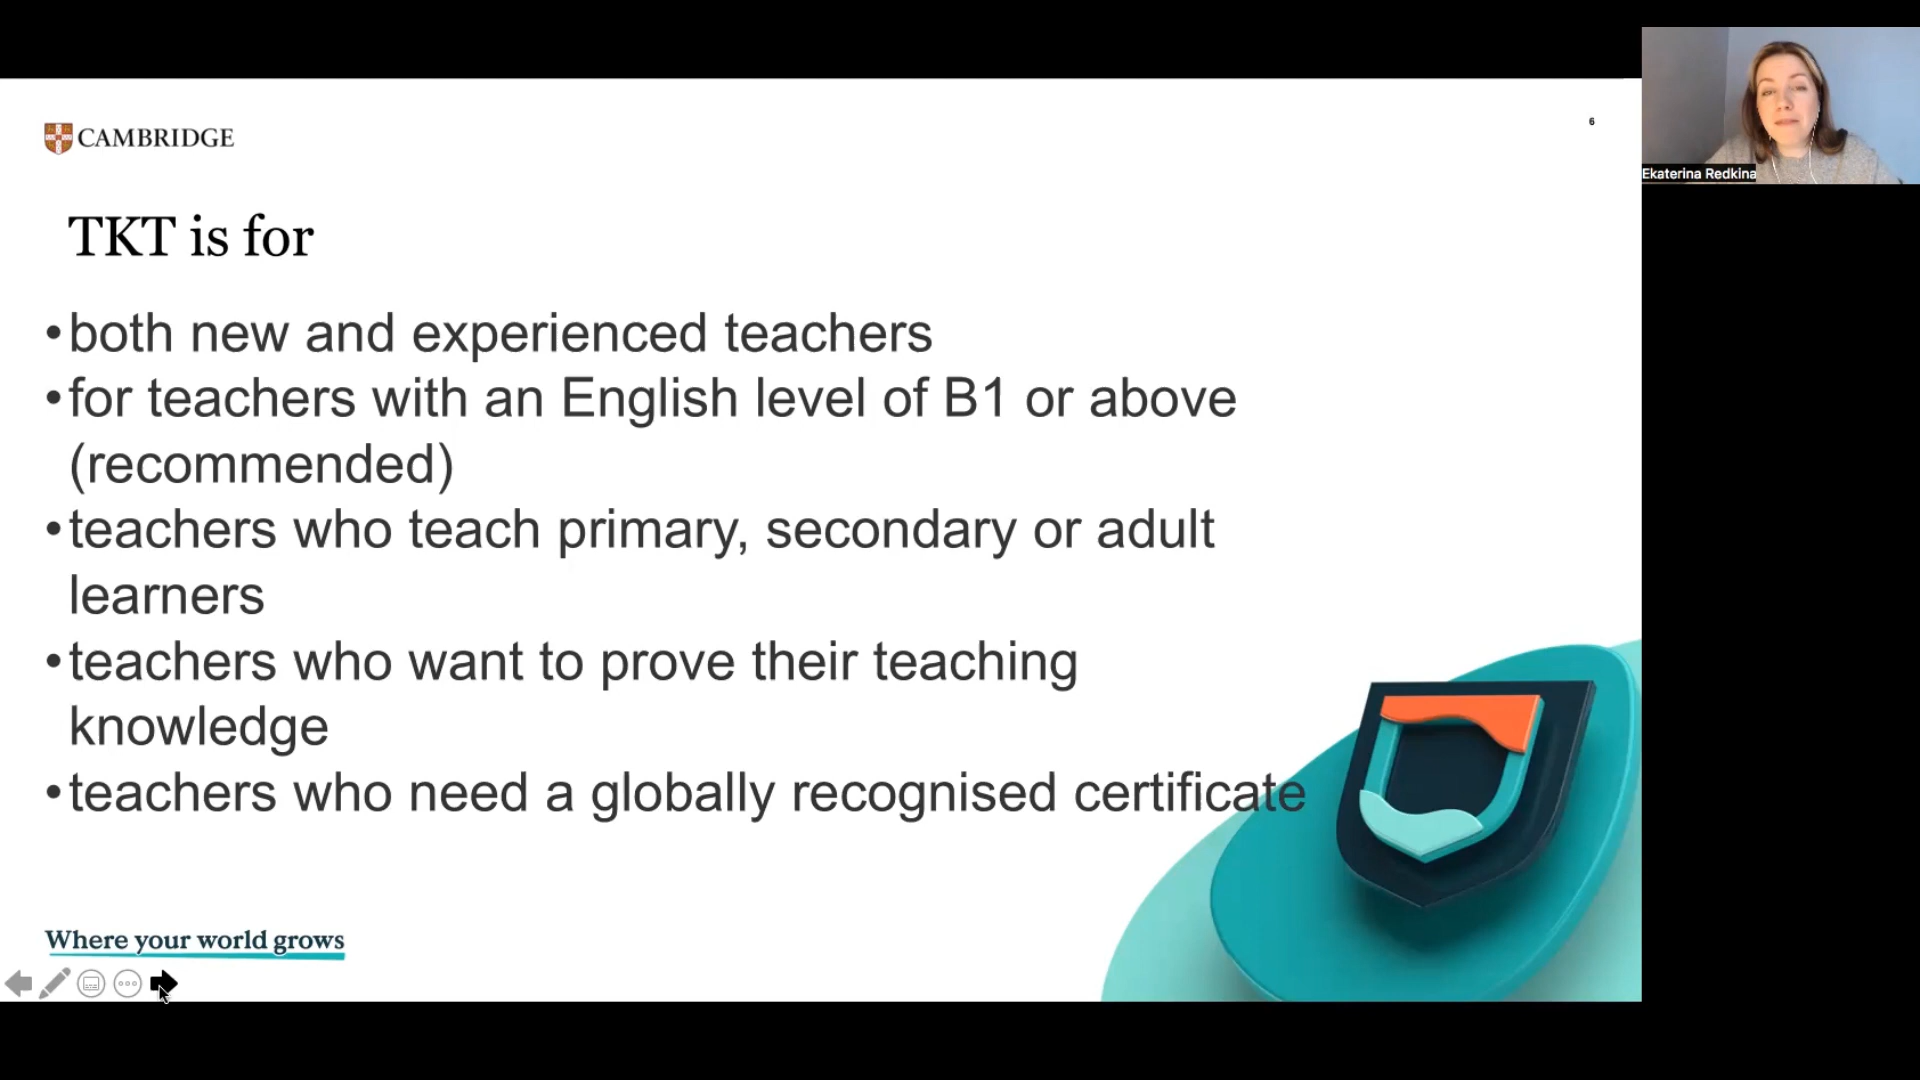 CAMBRIDGE
6
Ekaterina Redkina
TKT is for
•both new and experienced teachers
•for teachers with an English level of B1 or above
(recommended)
•teachers who teach primary, secondary or adult
learners
•teachers who want to prove their teaching
knowledge
•teachers who need a globally recognised certificate
Where your world grows